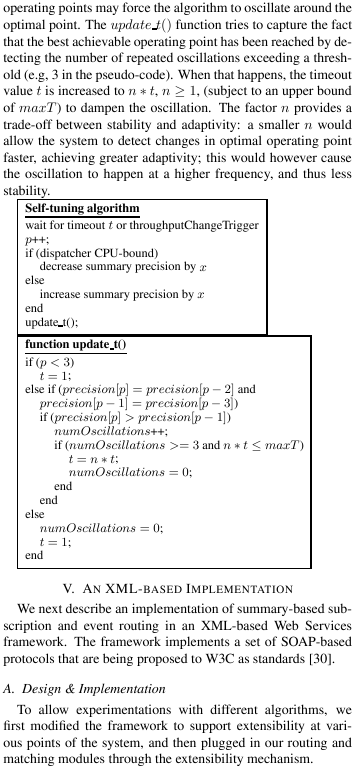 operating points may force the algorithm to oscillate around the
optimal point. The update_t() function tries to capture the fact
that the best achievable operating point has been reached by de-
tecting the number of repeated oscillations exceeding a thresh-
old (e.g, 3 in the pseudo-code). When that happens, the timeout
value t is increased to n * t, n ≥ 1, (subject to an upper bound
of maxT) to dampen the oscillation. The factor n provides a
trade-off between stability and adaptivity: a smaller n would
allow the system to detect changes in optimal operating point
faster, achieving greater adaptivity; this would however cause
the oscillation to happen at a higher frequency, and thus less
stability.
Self-tuning algorithm
wait for timeout t or throughputChangeTrigger
p++;
if (dispatcher CPU-bound)
decrease summary precision by x
else
increase summary precision by x
end
update_t();
function update_t()
if (p < 3)
t = 1;
else if (precision[p] = precision[p − 2] and
precision[p − 1] = precision[p − 3])
if (precision[p] > precision[p − 1])
numOscillations++;
if (numOscillations >= 3 and n * t ≤ maxT)
t = n * t;
numOscillations = 0;
end
end
else
numOscillations = 0;
t = 1;
end
V. AN XML-BASED IMPLEMENTATION
We next describe an implementation of summary-based sub-
scription and event routing in an XML-based Web Services
framework. The framework implements a set of SOAP-based
protocols that are being proposed to W3C as standards [30].
A. Design & Implementation
To allow experimentations with different algorithms, we
first modified the framework to support extensibility at vari-
ous points of the system, and then plugged in our routing and
matching modules through the extensibility mechanism.